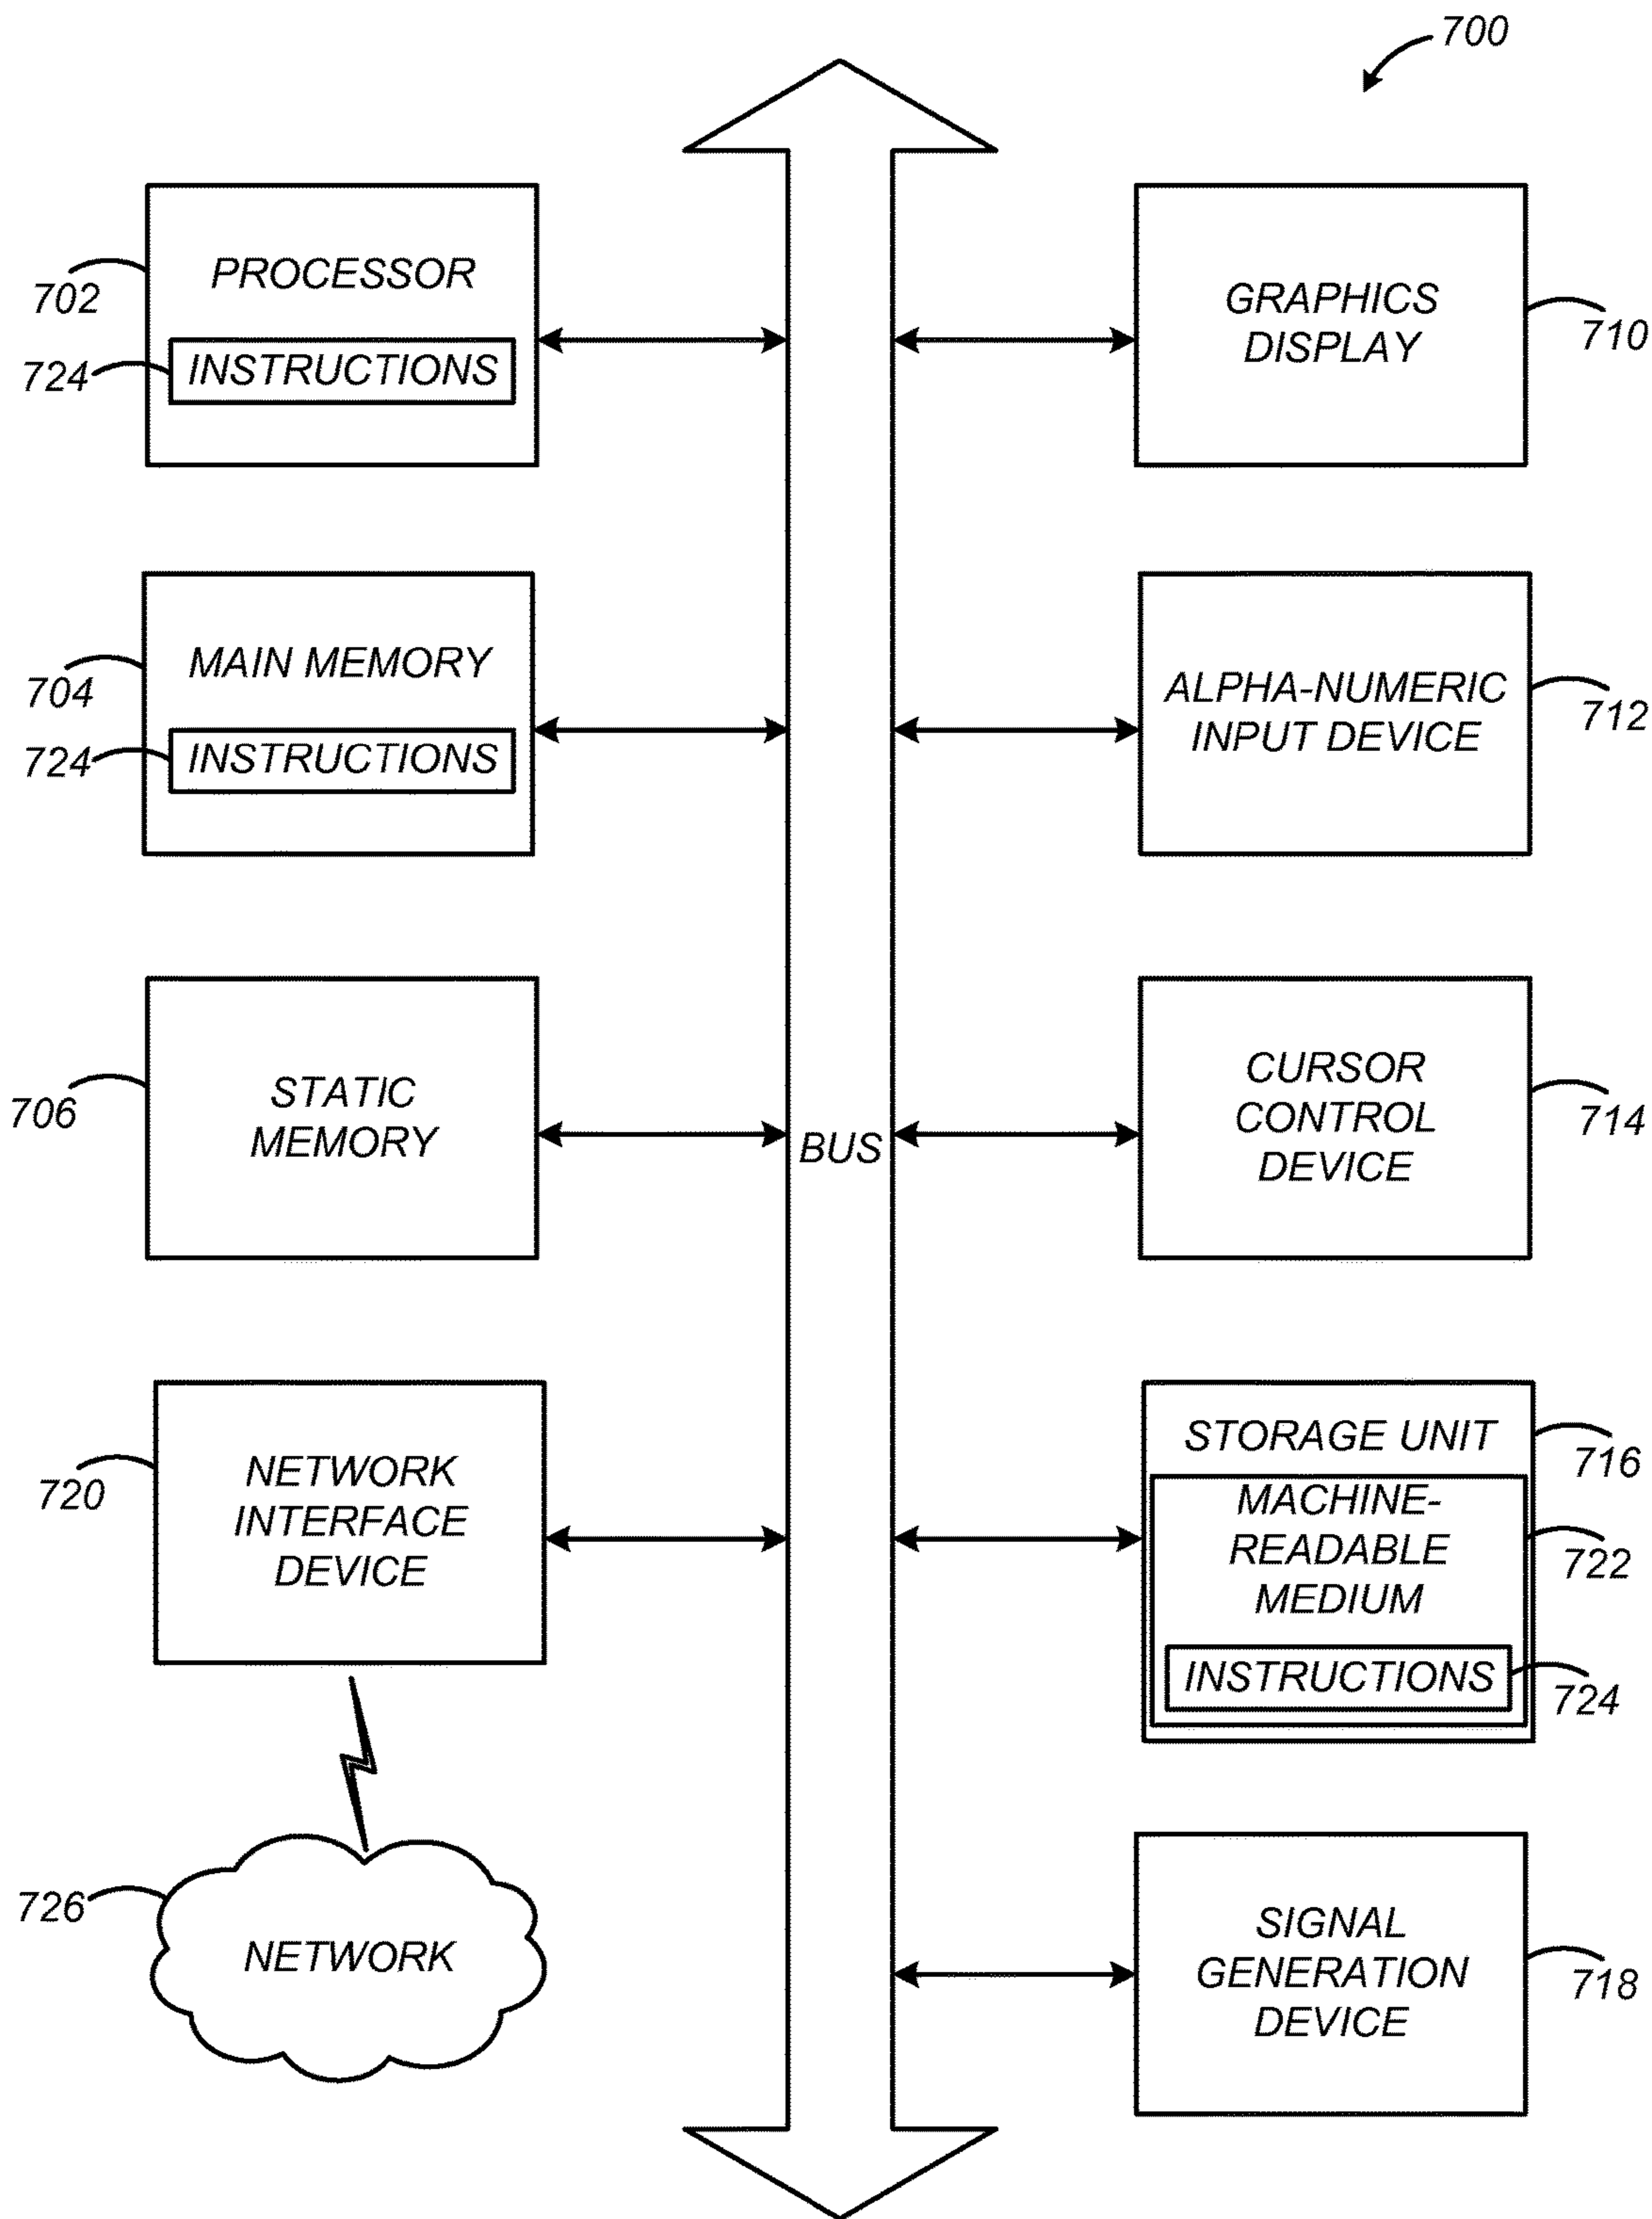 700
PROCESSOR
702
724
INSTRUCTIONS
GRAPHICS
DISPLAY
710
MAIN MEMORY
704
724
INSTRUCTIONS
ALPHA-NUMERIC
INPUT DEVICE
712
STATIC
MEMORY
706
BUS
CURSOR
CONTROL
DEVICE
714
NETWORK
INTERFACE
DEVICE
720
STORAGE UNIT
716
MACHINE-
READABLE
MEDIUM
722
INSTRUCTIONS
724
726
NETWORK
SIGNAL
GENERATION
DEVICE
718